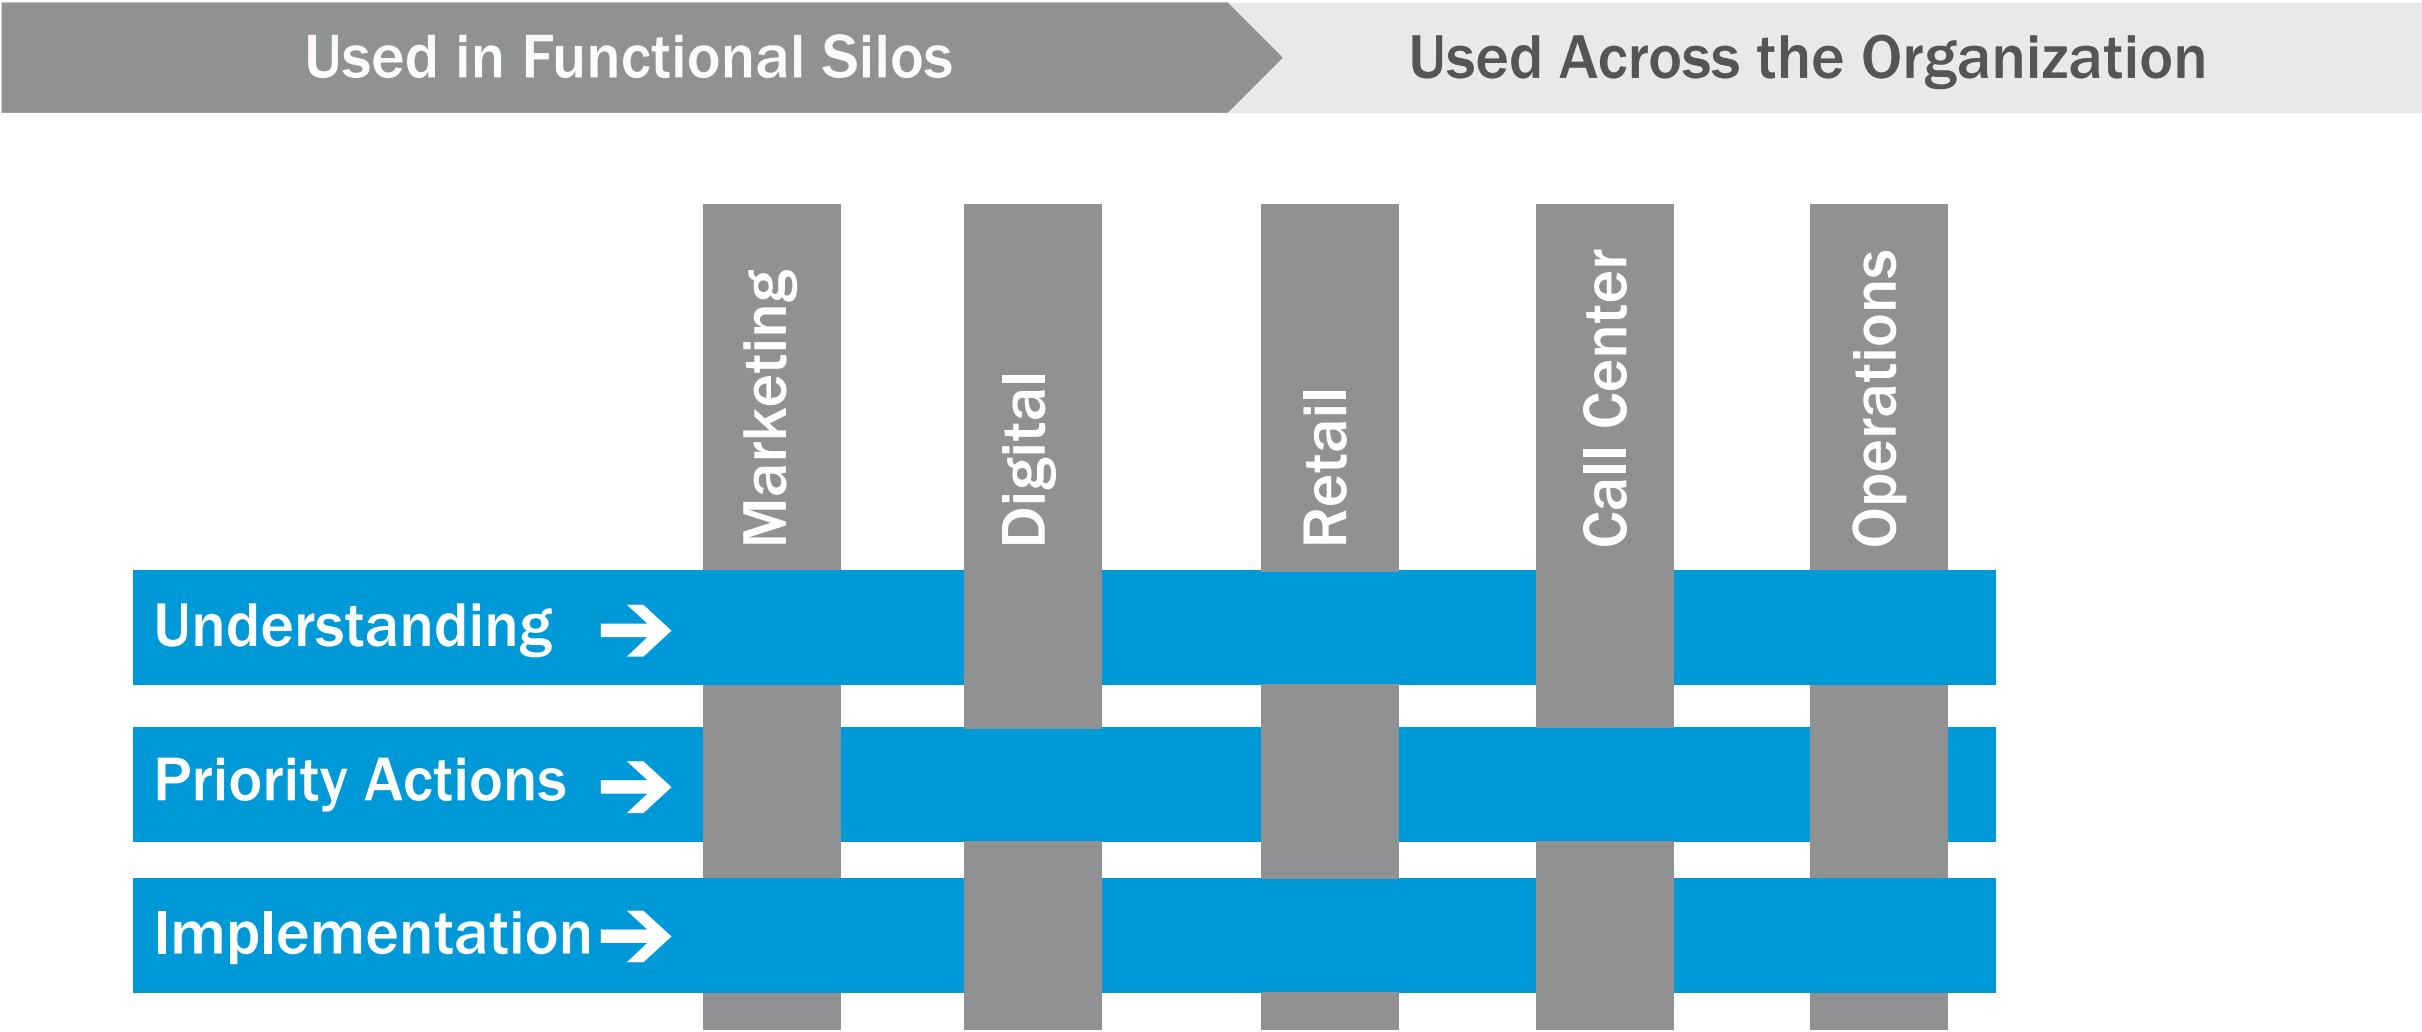 Used in Functional Silos
Used Across the Organization
Marketing
Digital
Retail
Call Center
Operations
Understanding
Priority Actions
Implementation